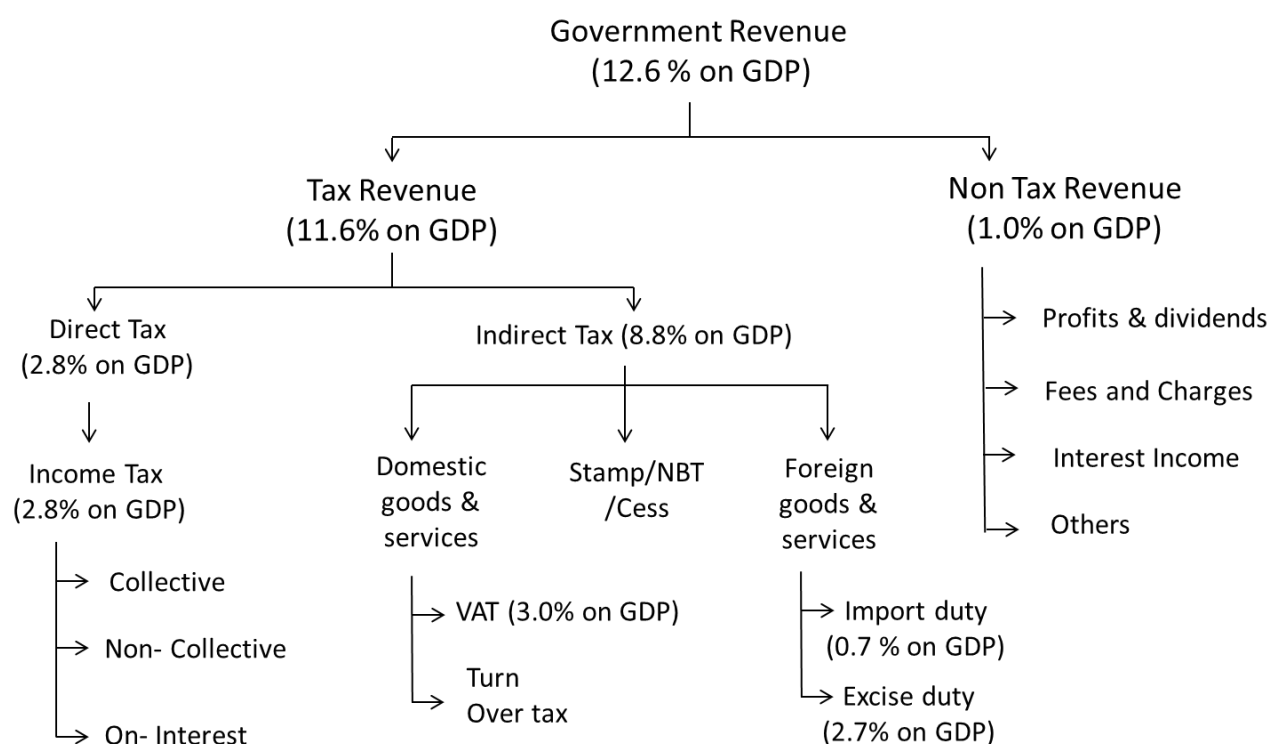 Government Revenue
(12.6 % on GDP)
Tax Revenue
(11.6% on GDP)
Non Tax Revenue
(1.0% on GDP)
Direct Tax
(2.8% on GDP)
Indirect Tax (8.8% on GDP)
Profits & dividends
Fees and Charges
Interest Income
Others
Income Tax
(2.8% on GDP)
Domestic
goods &
services
Stamp/NBT
/Cess
Foreign
goods &
services
Collective
Non- Collective
On- Interest
VAT (3.0% on GDP)
Turn
Over tax
Import duty
(0.7 % on GDP)
Excise duty
(2.7% on GDP)